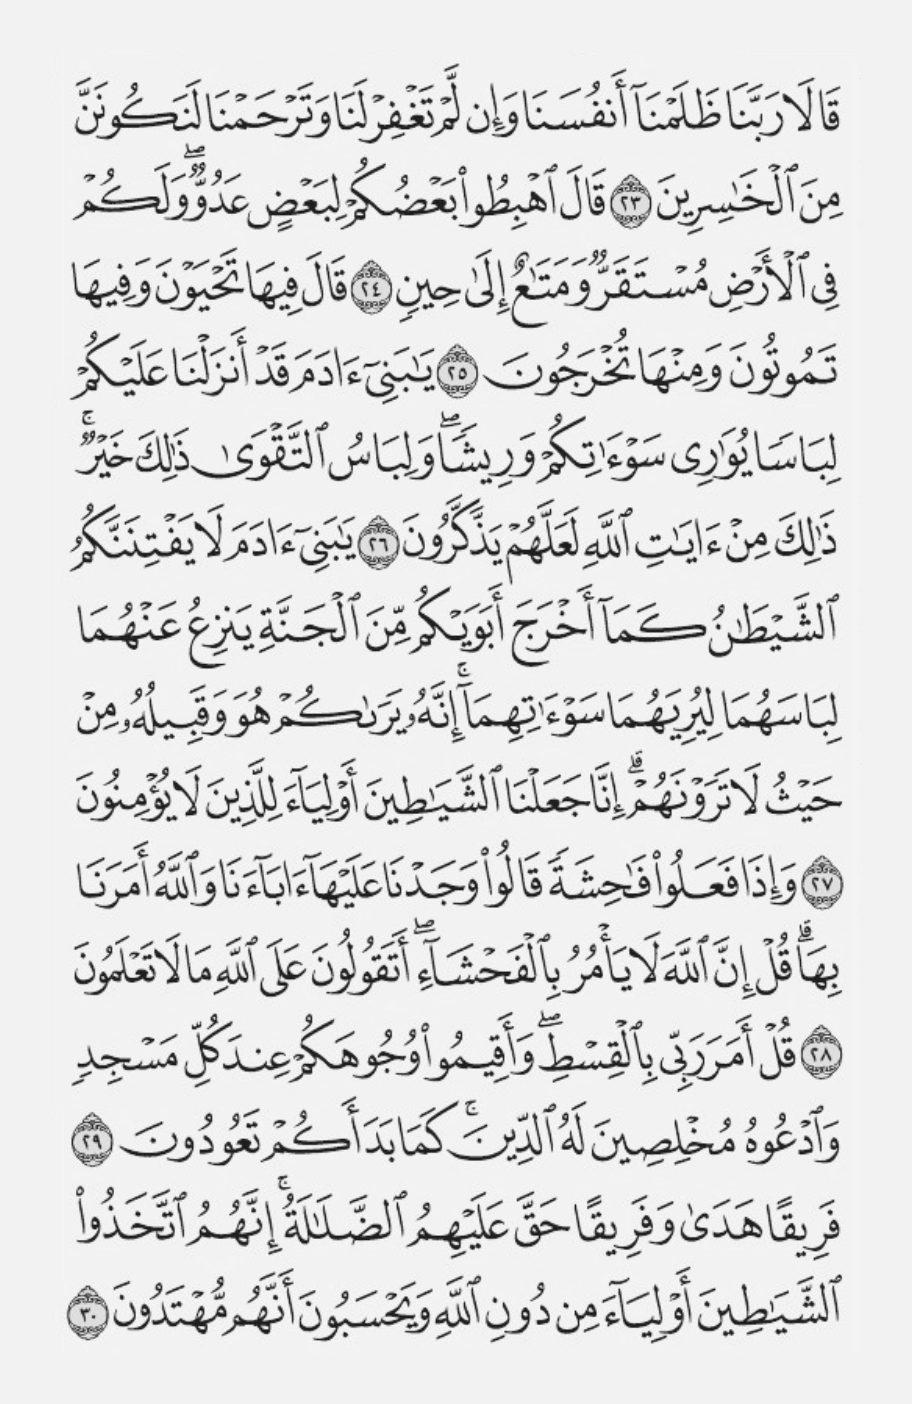 قَالَا رَبَّنَا ظَلَمْنَآ أَنفُسَنَا وَإِن لَّمْ تَغْفِرْ لَنَا وَتَرْحَمْنَا لَنَكُونَنَّ
مِنَ ٱلْخَٰسِرِينَ ٢٣ قَالَ ٱهْبِطُوا۟ بَعْضُكُمْ لِبَعْضٍ عَدُوٌّۖ وَلَكُمْ
فِى ٱلْأَرْضِ مُسْتَقَرٌّ وَمَتَٰعٌ إِلَىٰ حِينٍ ٢٤ قَالَ فِيهَا تَحْيَوْنَ وَفِيهَا
تَمُوتُونَ وَمِنْهَا تُخْرَجُونَ ٢٥ يَٰبَنِىٓ ءَادَمَ قَدْ أَنزَلْنَا عَلَيْكُمْ
لِبَاسًا يُوَٰرِى سَوْءَٰتِكُمْ وَرِيشًاۖ وَلِبَاسُ ٱلتَّقْوَىٰ ذَٰلِكَ خَيْرٌۚ
ذَٰلِكَ مِنْ ءَايَٰتِ ٱللَّهِ لَعَلَّهُمْ يَذَّكَّرُونَ ٢٦ يَٰبَنِىٓ ءَادَمَ لَا يَفْتِنَنَّكُمُ
ٱلشَّيْطَٰنُ كَمَآ أَخْرَجَ أَبَوَيْكُم مِّنَ ٱلْجَنَّةِ يَنزِعُ عَنْهُمَا
لِبَاسَهُمَا لِيُرِيَهُمَا سَوْءَٰتِهِمَآۚ إِنَّهُۥ يَرَىٰكُمْ هُوَ وَقَبِيلُهُۥ مِنْ
حَيْثُ لَا تَرَوْنَهُمْۗ إِنَّا جَعَلْنَا ٱلشَّيَٰطِينَ أَوْلِيَآءَ لِلَّذِينَ لَا يُؤْمِنُونَ
٢٧ وَإِذَا فَعَلُوا۟ فَٰحِشَةً قَالُوا۟ وَجَدْنَا عَلَيْهَآ ءَابَآءَنَا وَٱللَّهُ أَمَرَنَا
بِهَاۗ قُلْ إِنَّ ٱللَّهَ لَا يَأْمُرُ بِٱلْفَحْشَآءِۖ أَتَقُولُونَ عَلَى ٱللَّهِ مَا لَا تَعْلَمُونَ
٢٨ قُلْ أَمَرَ رَبِّى بِٱلْقِسْطِۖ وَأَقِيمُوا۟ وُجُوهَكُمْ عِندَ كُلِّ مَسْجِدٍ
وَٱدْعُوهُ مُخْلِصِينَ لَهُ ٱلدِّينَۚ كَمَا بَدَأَكُمْ تَعُودُونَ ٢٩
فَرِيقًا هَدَىٰ وَفَرِيقًا حَقَّ عَلَيْهِمُ ٱلضَّلَٰلَةُۚ إِنَّهُمُ ٱتَّخَذُوا۟
ٱلشَّيَٰطِينَ أَوْلِيَآءَ مِن دُونِ ٱللَّهِ وَيَحْسَبُونَ أَنَّهُم مُّهْتَدُونَ ٣٠